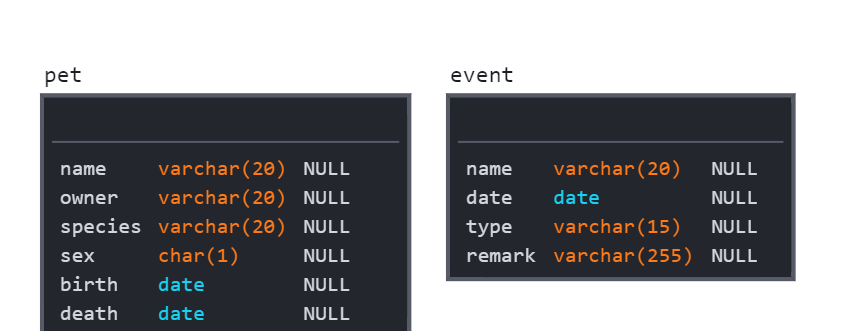 pet
name varchar(20) NULL
owner varchar(20) NULL
species varchar(20) NULL
sex char(1) NULL
birth date NULL
death date NULL
event
name varchar(20) NULL
date date NULL
type varchar(15) NULL
remark varchar(255) NULL